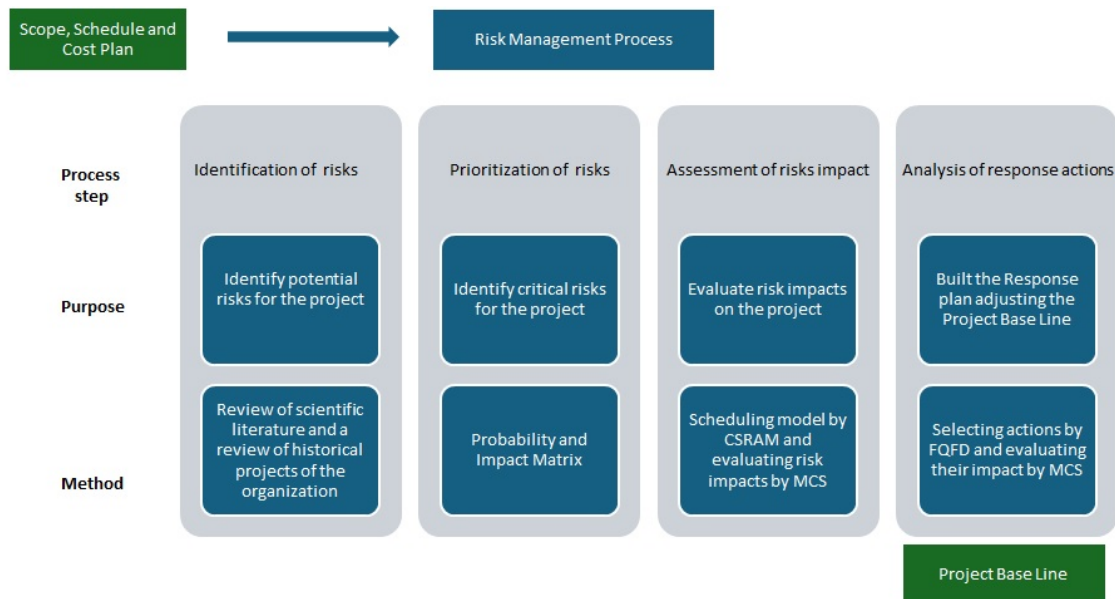 Scope, Schedule and
Cost Plan
Risk Management Process
Process
step
Identification of risks
Prioritization of risks
Assessment of risks impact
Analysis of response actions
Purpose
Identify potential
risks for the project
Identify critical risks
for the project
Evaluate risk impacts
on the project
Built the Response
plan adjusting the
Project Base Line
Method
Review of scientific
literature and a
review of historical
projects of the
organization
Probability and
Impact Matrix
Scheduling model by
CSRAM and
evaluating risk
impacts by MCS
Selecting actions by
FQFD and evaluating
their impact by MCS
Project Base Line